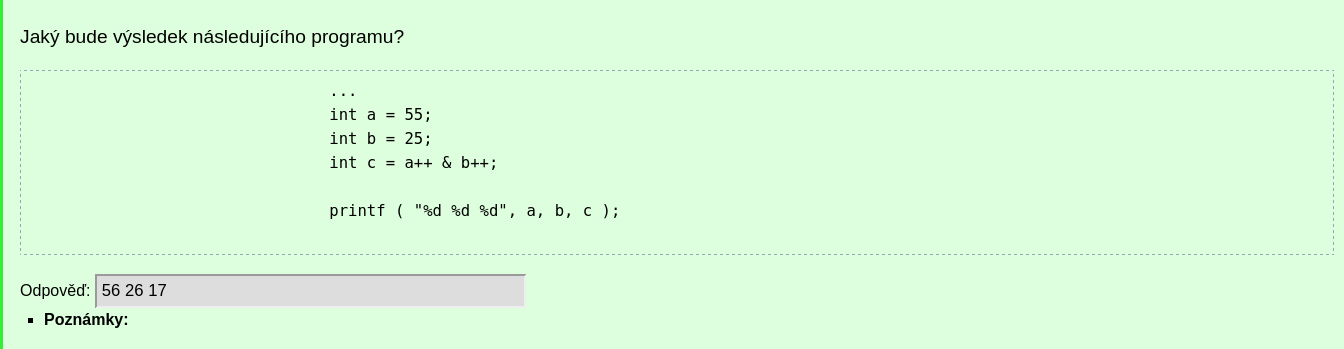 Jaký bude výsledek následujícího programu?
...
int a = 55;
int b = 25;
int c = a++ & b++;
printf ( "%d %d %d", a, b, c );
Odpověď: 56 26 17
▪ Poznámky: